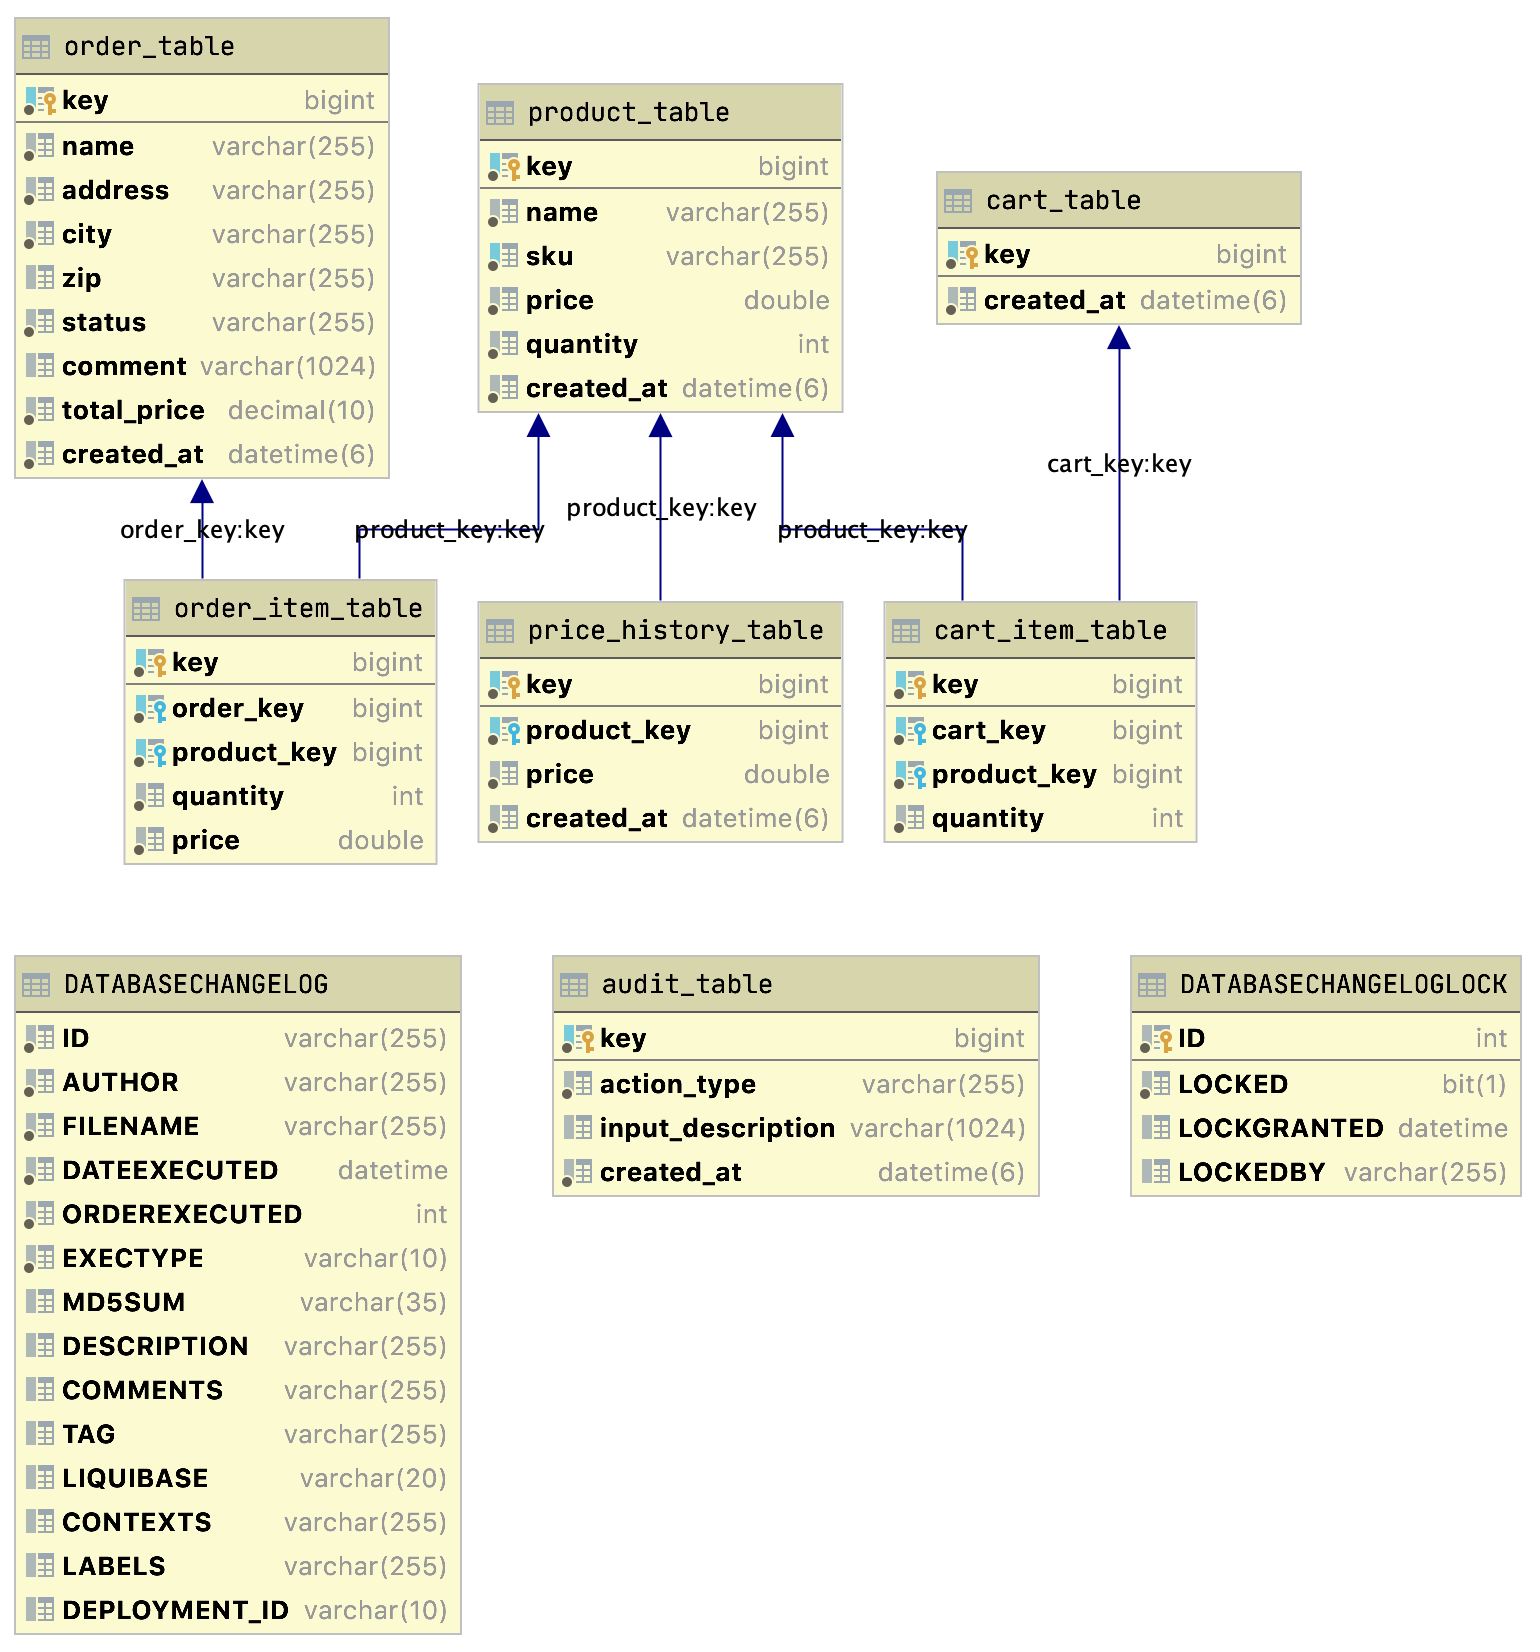 order_table
key bigint
name varchar(255)
address varchar(255)
city varchar(255)
zip varchar(255)
status varchar(255)
comment varchar(1024)
total_price decimal(10)
created_at datetime(6)
product_table
key bigint
name varchar(255)
sku varchar(255)
price double
quantity int
created_at datetime(6)
cart_table
key bigint
created_at datetime(6)
order_key:key
product_key:key
product_key:key
product_key:key
cart_key:key
order_item_table
key bigint
order_key bigint
product_key bigint
quantity int
price double
price_history_table
key bigint
product_key bigint
price double
created_at datetime(6)
cart_item_table
key bigint
cart_key bigint
product_key bigint
quantity int
DATABASECHANGELOG
ID varchar(255)
AUTHOR varchar(255)
FILENAME varchar(255)
DATEEXECUTED datetime
ORDEREXECUTED int
EXECTYPE varchar(10)
MD5SUM varchar(35)
DESCRIPTION varchar(255)
COMMENTS varchar(255)
TAG varchar(255)
LIQUIBASE varchar(20)
CONTEXTS varchar(255)
LABELS varchar(255)
DEPLOYMENT_ID varchar(10)
audit_table
key bigint
action_type varchar(255)
input_description varchar(1024)
created_at datetime(6)
DATABASECHANGELOGLOCK
ID int
LOCKED bit(1)
LOCKGRANTED datetime
LOCKEDBY varchar(255)